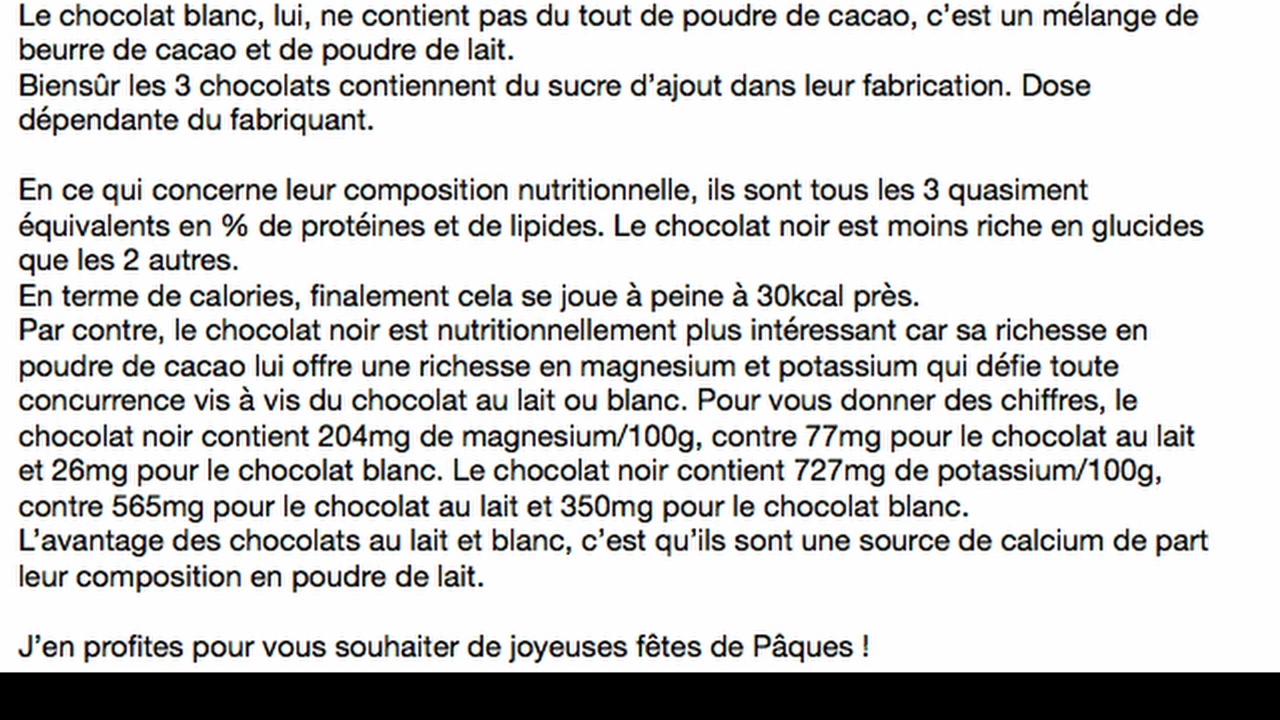 Le chocolat blanc, lui, ne contient pas du tout de poudre de cacao, c’est un mélange de
beurre de cacao et de poudre de lait.
Biensûr les 3 chocolats contiennent du sucre d’ajout dans leur fabrication. Dose
dépendante du fabriquant.
En ce qui concerne leur composition nutritionnelle, ils sont tous les 3 quasiment
équivalents en % de protéines et de lipides. Le chocolat noir est moins riche en glucides
que les 2 autres.
En terme de calories, finalement cela se joue à peine à 30kcal près.
Par contre, le chocolat noir est nutritionnellement plus intéressant car sa richesse en
poudre de cacao lui offre une richesse en magnesium et potassium qui défie toute
concurrence vis à vis du chocolat au lait ou blanc. Pour vous donner des chiffres, le
chocolat noir contient 204mg de magnesium/100g, contre 77mg pour le chocolat au lait
et 26mg pour le chocolat blanc. Le chocolat noir contient 727mg de potassium/100g,
contre 565mg pour le chocolat au lait et 350mg pour le chocolat blanc.
L’avantage des chocolats au lait et blanc, c’est qu’ils sont une source de calcium de part
leur composition en poudre de lait.
J’en profites pour vous souhaiter de joyeuses fêtes de Pâques !